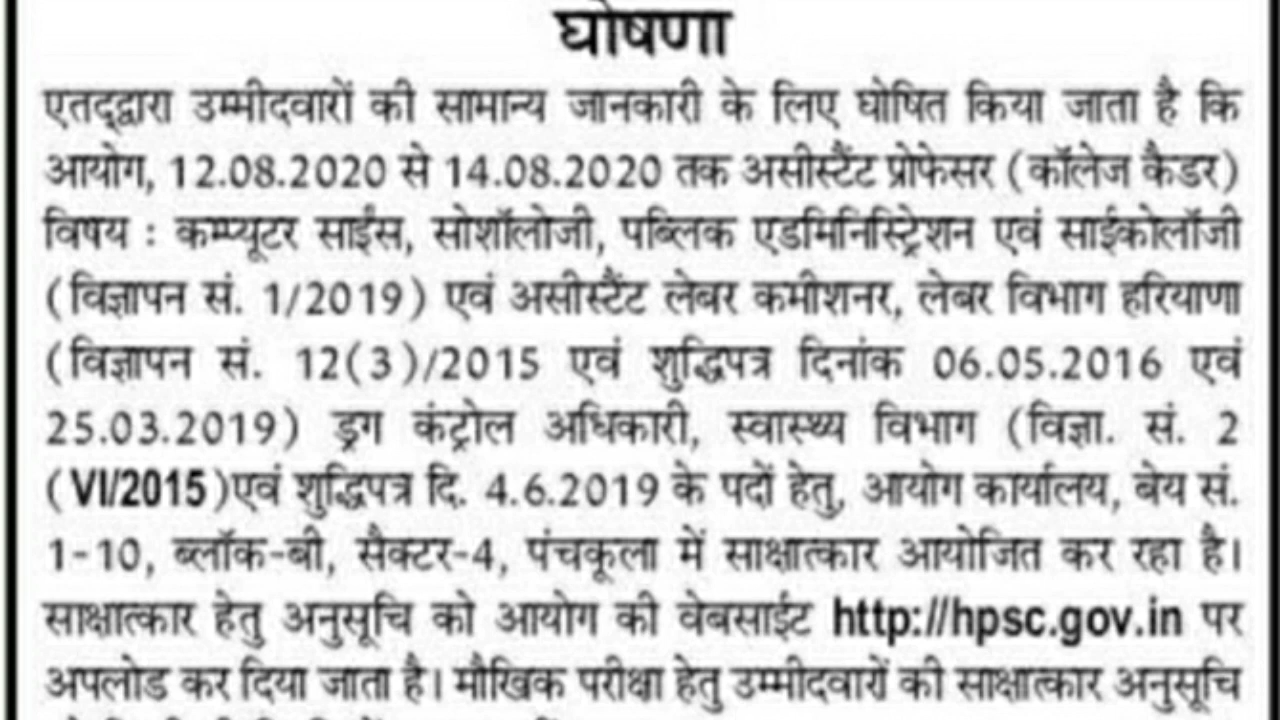 घोषणा
एतद्द्वारा उम्मीदवारों की सामान्य जानकारी के लिए घोषित किया जाता है कि
आयोग, 12.08.2020 से 14.08.2020 तक असीस्टैंट प्रोफेसर (कॉलेज कैडर)
विषय : कम्प्यूटर साईंस, सोशॉलोजी, पब्लिक एडमिनिस्ट्रेशन एवं साईकोलॉजी
(विज्ञापन सं. 1/2019) एवं असीस्टैंट लेबर कमीशनर, लेबर विभाग हरियाणा
(विज्ञापन सं. 12(3)/2015 एवं शुद्धिपत्र दिनांक 06.05.2016 एवं
25.03.2019) ड्रग कंट्रोल अधिकारी, स्वास्थ्य विभाग (विज्ञा. सं. 2
(VI/2015)एवं शुद्धिपत्र दि. 4.6.2019 के पदों हेतु, आयोग कार्यालय, बेय सं.
1-10, ब्लॉक-बी, सैक्टर-4, पंचकूला में साक्षात्कार आयोजित कर रहा है।
साक्षात्कार हेतु अनुसूचि को आयोग की वेबसाईट http://hpsc.gov.in पर
अपलोड कर दिया जाता है। मौखिक परीक्षा हेतु उम्मीदवारों की साक्षात्कार अनुसूचि